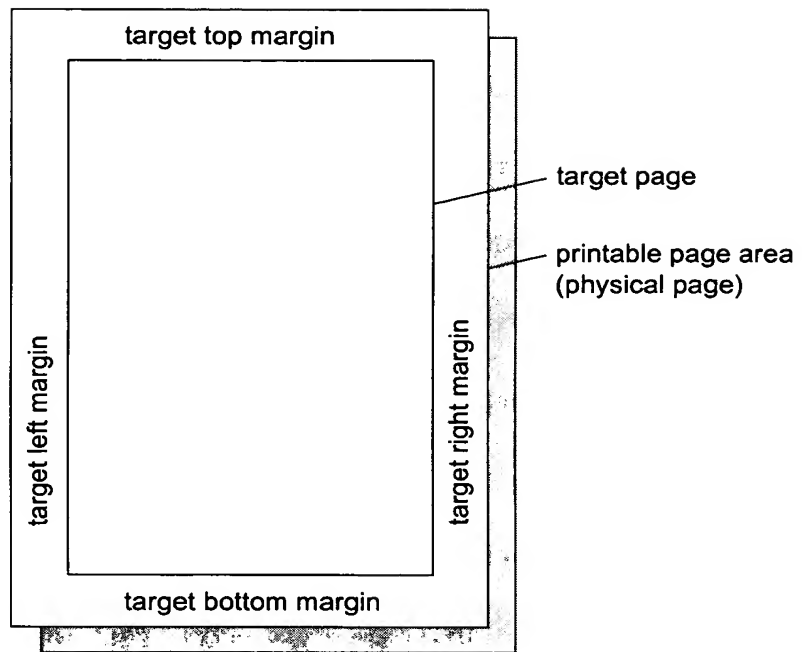 target top margin
target page
printable page area
(physical page)
target left margin
target right margin
target bottom margin